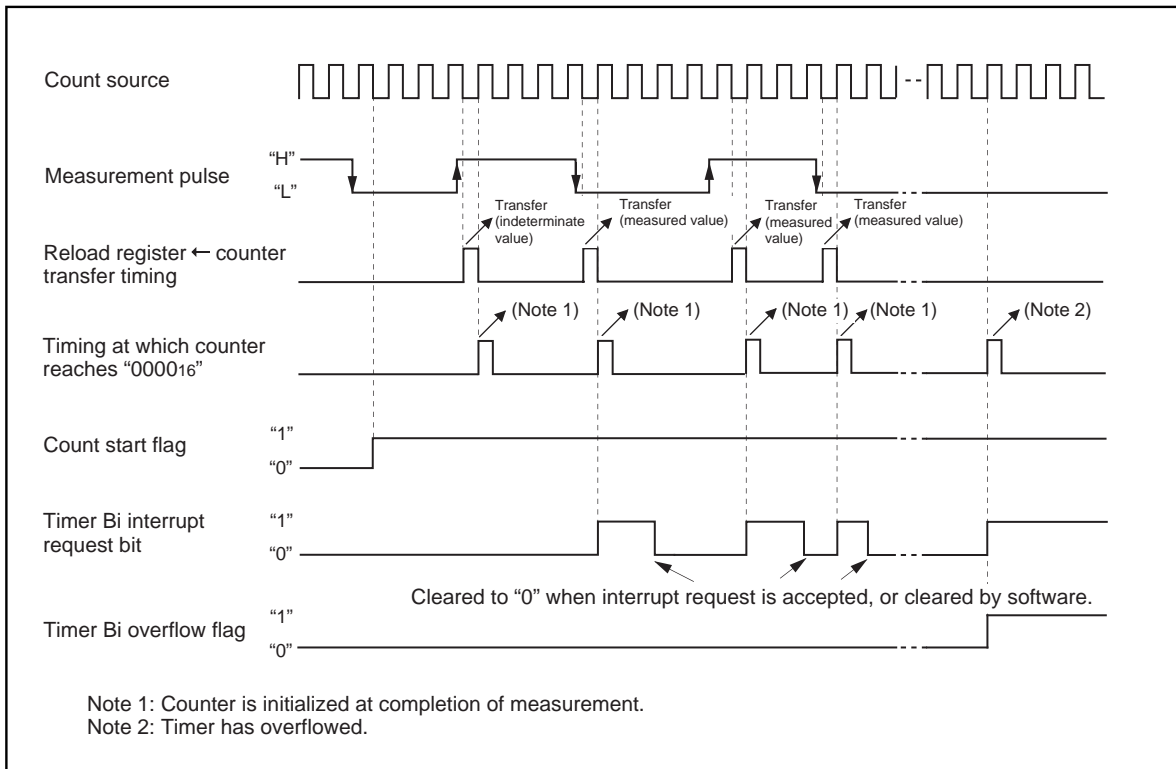 Count source
“H”
Measurement pulse
“L”
Transfer
(indeterminate
value)
Transfer
(measured value)
Transfer
(measured
value)
Transfer
(measured value)
Reload register ← counter
transfer timing
(Note 1)
(Note 1)
(Note 1)
(Note 1)
(Note 2)
Timing at which counter
reaches “000016”
Count start flag
“1”
“0”
Timer Bi interrupt
request bit
“1”
“0”
Cleared to “0” when interrupt request is accepted, or cleared by software.
Timer Bi overflow flag
“1”
“0”
Note 1: Counter is initialized at completion of measurement.
Note 2: Timer has overflowed.